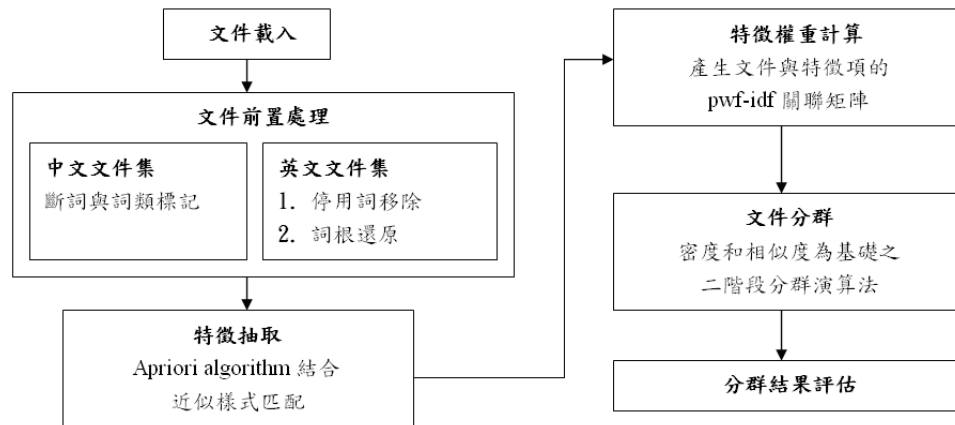 文件載入
文件前置處理
中文文件集
斷詞與詞類標記
英文文件集
1. 停用詞移除
2. 詞根還原
特徵抽取
Apriori algorithm 結合
近似樣式匹配
特徵權重計算
產生文件與特徵項的
pwf-idf 關聯矩陣
文件分群
密度和相似度為基礎之
二階段分群演算法
分群結果評估